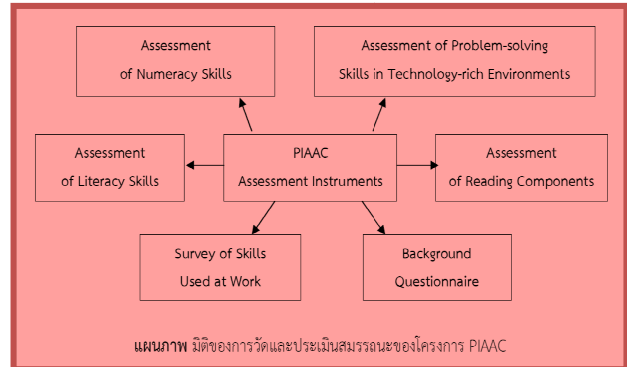 Assessment
of Numeracy Skills
Assessment of Problem-solving
Skills in Technology-rich Environments
Assessment
of Literacy Skills
PIAAC
Assessment Instruments
Assessment
of Reading Components
Survey of Skills
Used at Work
Background
Questionnaire
แผนภาพ มิติของการวัดและประเมินสมรรถนะของโครงการ PIAAC